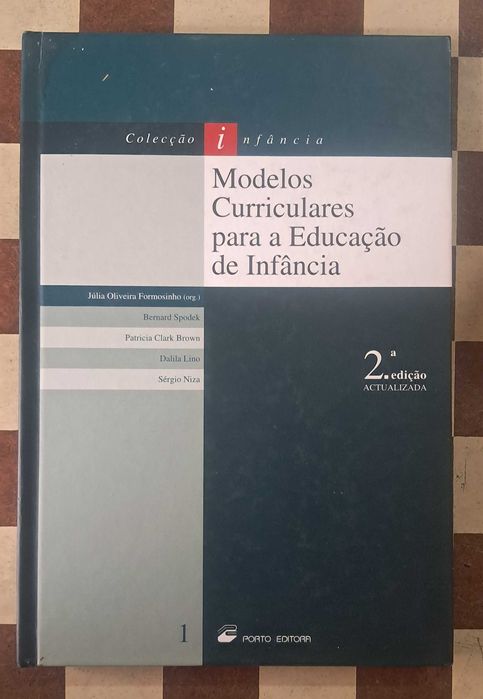 Colecção infância
Modelos
Curriculares
para a Educação
de Infância
Júlia Oliveira Formosinho (org.)
Bernard Spodek
Patricia Clark Brown
Dalila Lino
Sérgio Niza
2.ª edição
ACTUALIZADA
1
PORTO EDITORA